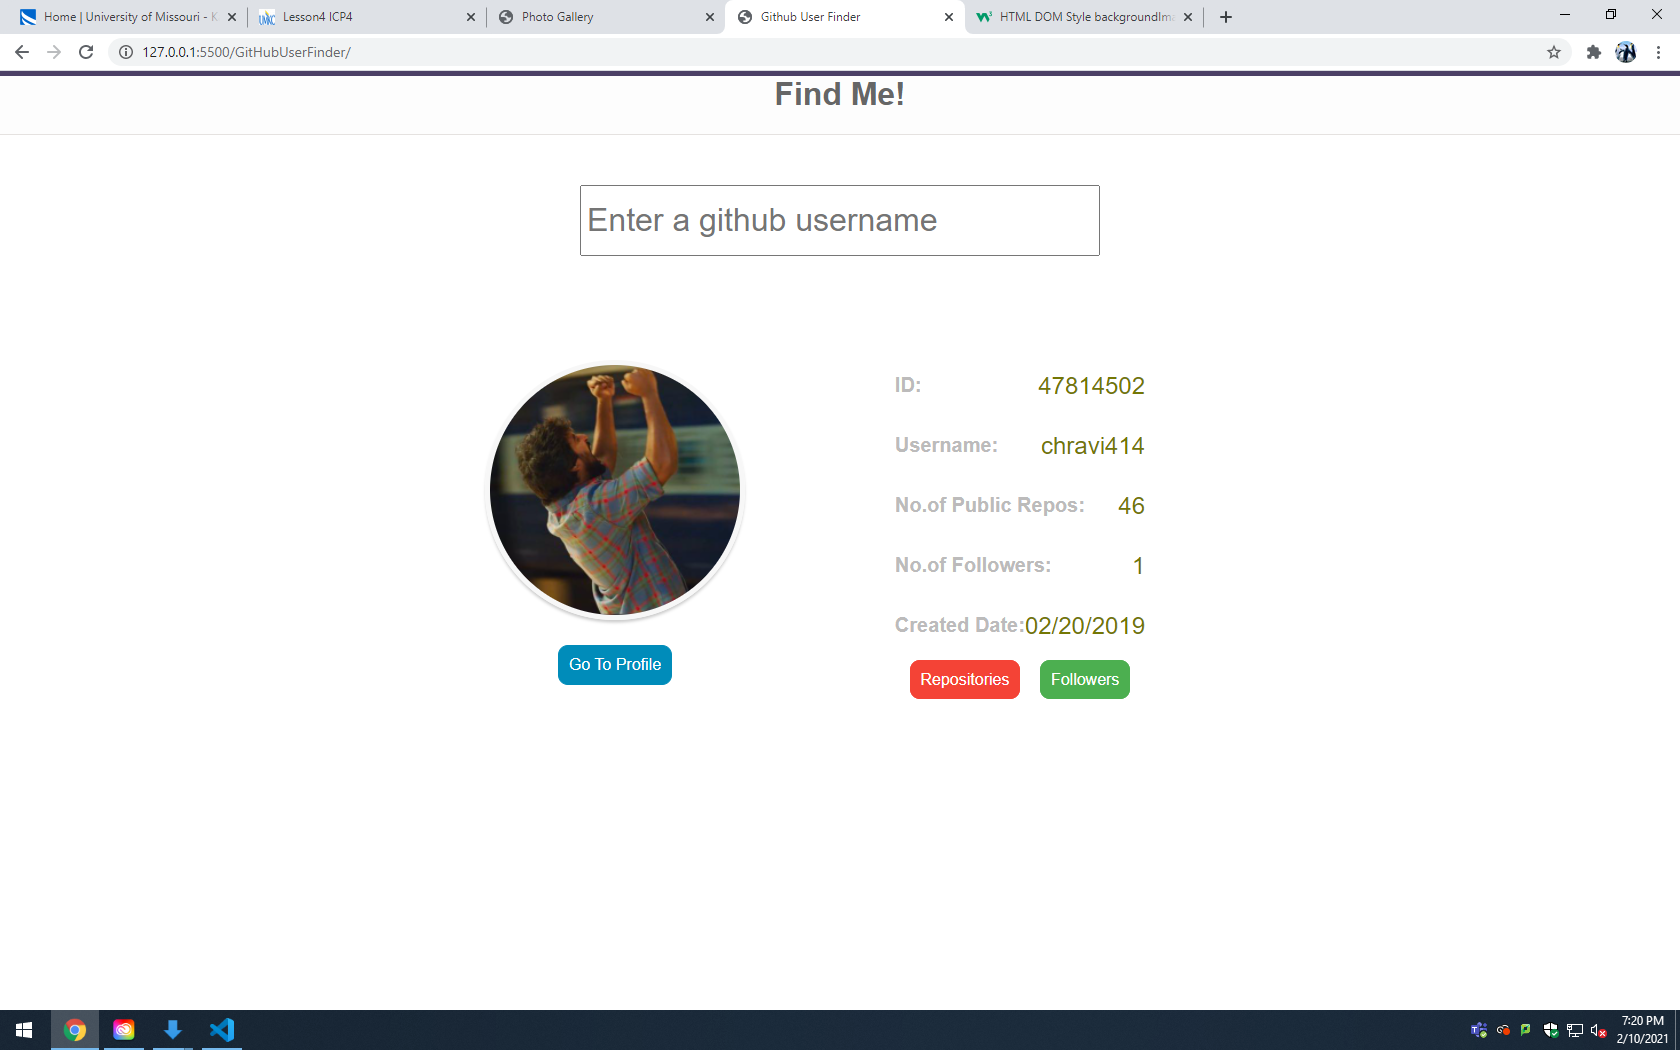 Home | University of Missouri - K
Lesson4 ICP4
Photo Gallery
Github User Finder
HTML DOM Style backgroundIma
127.0.0.1:5500/GitHubUserFinder/
Find Me!
Enter a github username
ID: 47814502
Username: chravi414
No.of Public Repos: 46
No.of Followers: 1
Created Date:02/20/2019
Go To Profile
Repositories
Followers
7:20 PM
2/10/2021